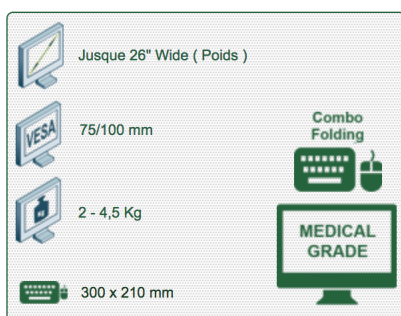 Jusque 26" Wide ( Poids )
VESA
75/100 mm
Combo
Folding
KG
2 - 4,5 Kg
MEDICAL
GRADE
300 x 210 mm